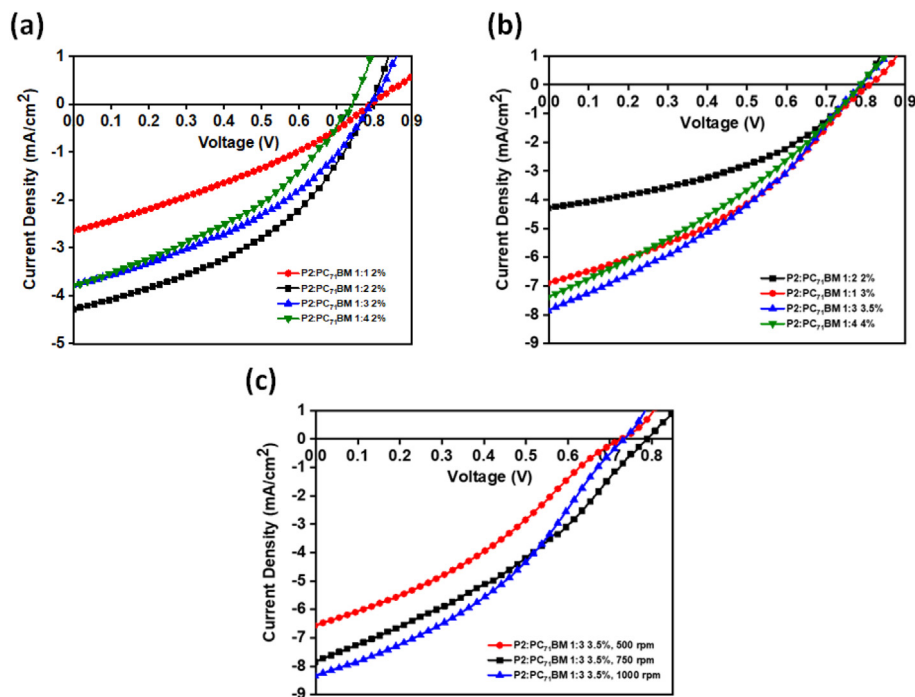 (a)
1
0
-1
-2
-3
-4
-5
0.0 0.1 0.2 0.3 0.4 0.5 0.6 0.7 0.8 0.9
Voltage (V)
Current Density (mA/cm²)
P2:PC₇₁BM 1:1 2%
P2:PC₇₁BM 1:2 2%
P2:PC₇₁BM 1:3 2%
P2:PC₇₁BM 1:4 2%
(b)
1
0
-1
-2
-3
-4
-5
-6
-7
-8
-9
0.0 0.1 0.2 0.3 0.4 0.5 0.6 0.7 0.8 0.9
Voltage (V)
Current Density (mA/cm²)
P2:PC₇₁BM 1:2 2%
P2:PC₇₁BM 1:1 3%
P2:PC₇₁BM 1:3 3.5%
P2:PC₇₁BM 1:4 4%
(c)
1
0
-1
-2
-3
-4
-5
-6
-7
-8
-9
0.0 0.1 0.2 0.3 0.4 0.5 0.6 0.7 0.8
Voltage (V)
Current Density (mA/cm²)
P2:PC₇₁BM 1:3 3.5%, 500 rpm
P2:PC₇₁BM 1:3 3.5%, 750 rpm
P2:PC₇₁BM 1:3 3.5%, 1000 rpm